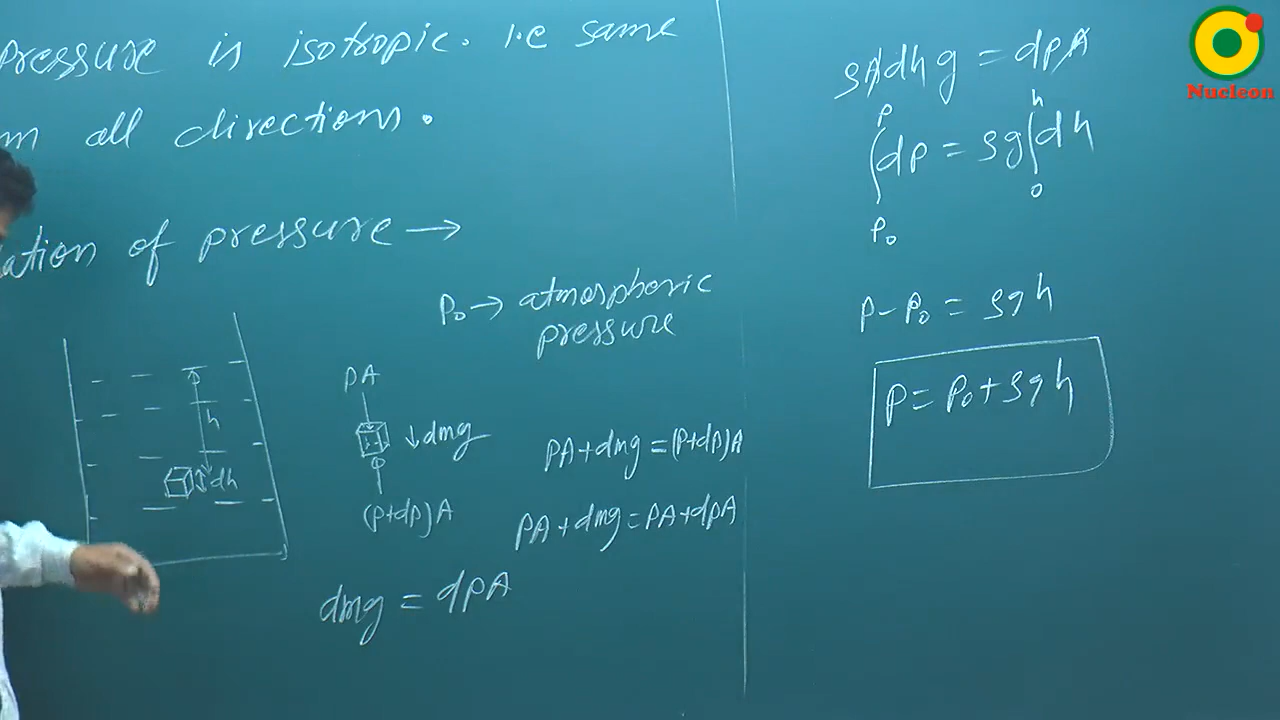 pressure is isotropic. i.e same
all directions.
ation of pressure →
P₀ → atmospheric
pressure
h
dh
PA
↓dmg
(P+dP)A
PA+dmg=(P+dP)A
PA+dmg=PA+dPA
dmg = dPA
ρAdhg = dPA
∫_{P₀}^{P} dP = ρg∫_{0}^{h} dh
P-P₀ = ρgh
P = P₀+ρgh
Nucleon